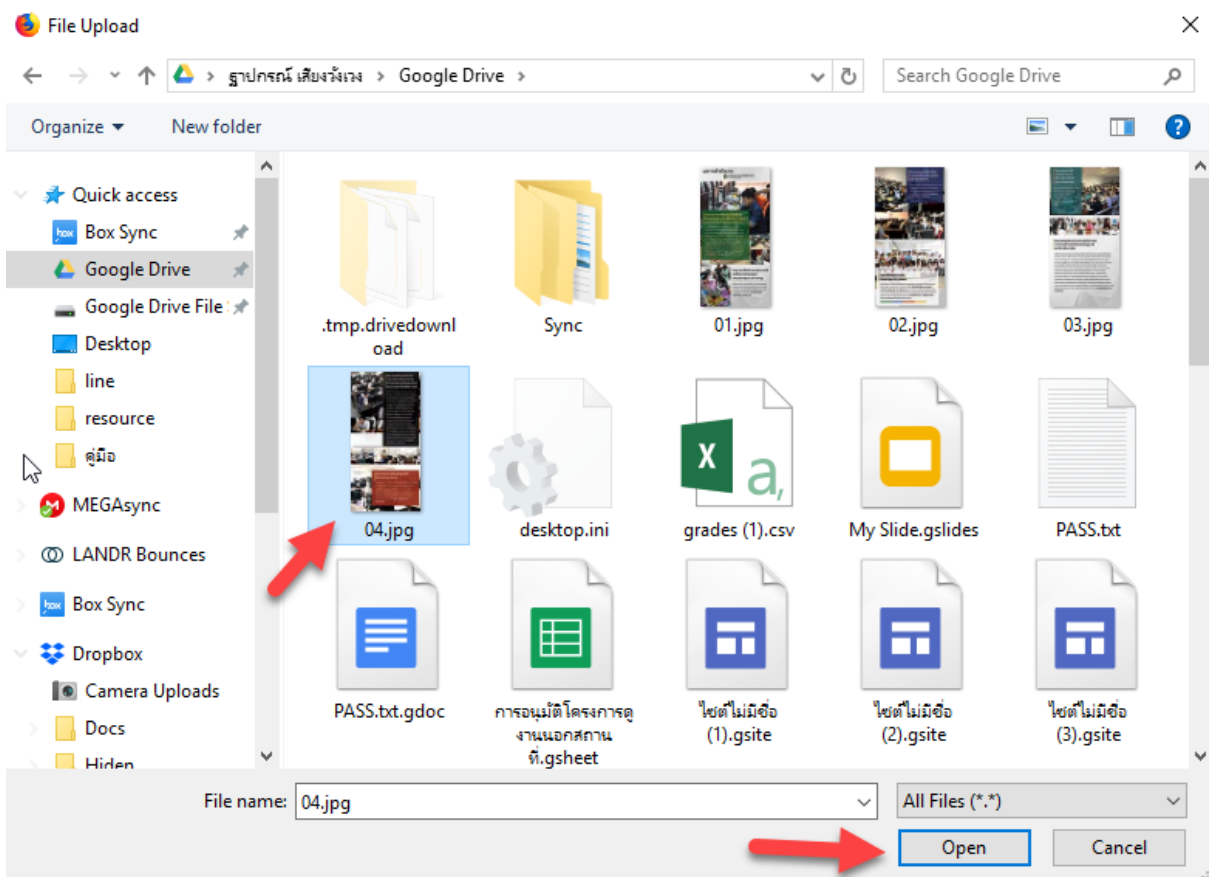 File Upload
ฐาปกรณ์ เสียงวังเวง > Google Drive >
Search Google Drive
Organize
New folder
Quick access
Box Sync
Google Drive
Google Drive File
Desktop
line
resource
คู่มือ
MEGAsync
LANDR Bounces
Box Sync
Dropbox
Camera Uploads
Docs
Hiden
.tmp.drivedownl
oad
Sync
01.jpg
02.jpg
03.jpg
04.jpg
desktop.ini
grades (1).csv
My Slide.gslides
PASS.txt
PASS.txt.gdoc
การอนุมัติโครงการดู
งานนอกสถาน
ที่.gsheet
ไซต์ไม่มีชื่อ
(1).gsite
ไซต์ไม่มีชื่อ
(2).gsite
ไซต์ไม่มีชื่อ
(3).gsite
File name:
04.jpg
All Files (*.*)
Open
Cancel